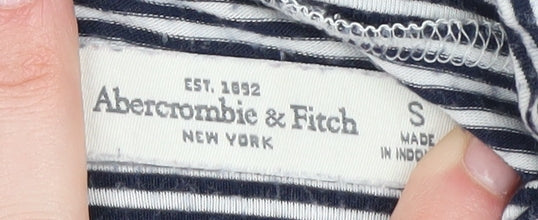 EST. 1892
Abercrombie & Fitch
NEW YORK
S
MADE
IN INDO